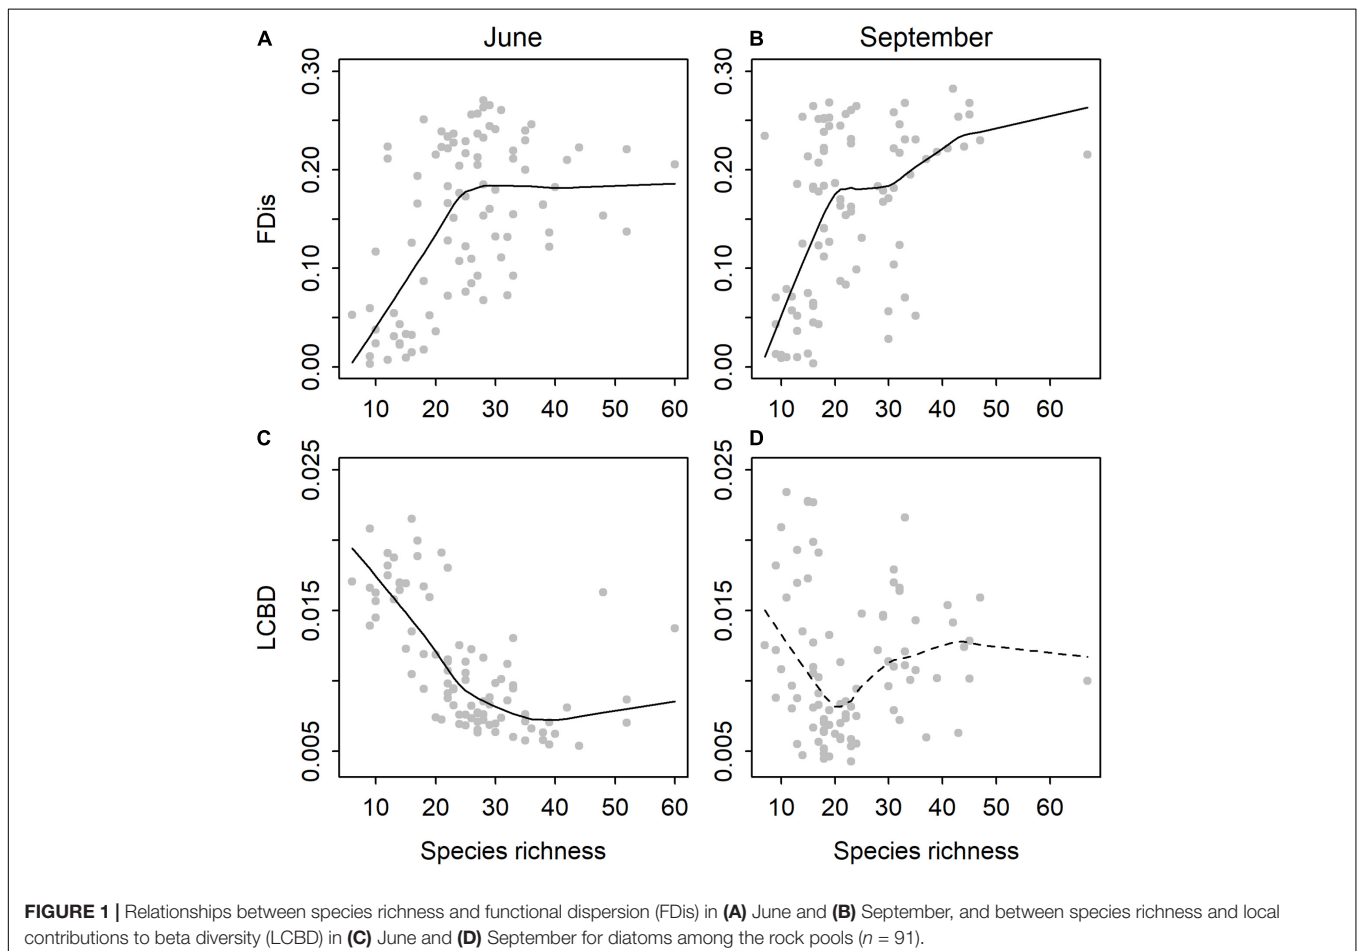 A June B September
FDis
0.00 0.10 0.20 0.30
10 20 30 40 50 60
0.00 0.10 0.20 0.30
10 20 30 40 50 60
C D
LCBD
0.005 0.015 0.025
10 20 30 40 50 60
0.005 0.015 0.025
10 20 30 40 50 60
Species richness Species richness
FIGURE 1 | Relationships between species richness and functional dispersion (FDis) in (A) June and (B) September, and between species richness and local
contributions to beta diversity (LCBD) in (C) June and (D) September for diatoms among the rock pools (n = 91).